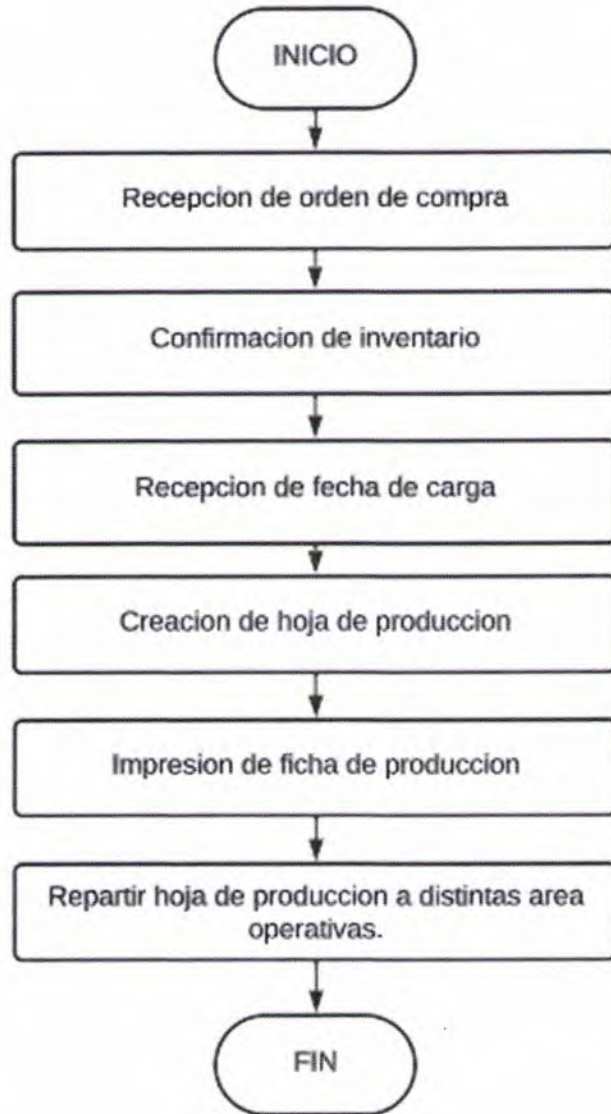 INICIO
Recepcion de orden de compra
Confirmacion de inventario
Recepcion de fecha de carga
Creacion de hoja de produccion
Impresion de ficha de produccion
Repartir hoja de produccion a distintas area
operativas.
FIN